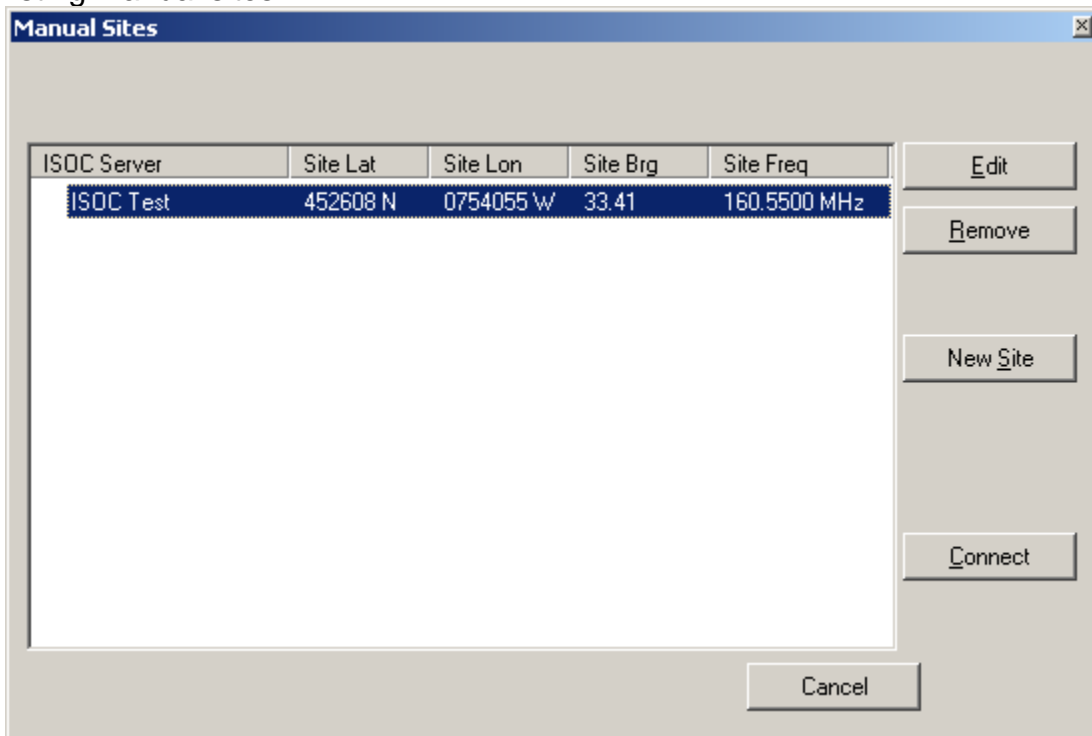 Manual Sites
ISOC Server Site Lat Site Lon Site Brg Site Freq
ISOC Test 452608 N 0754055 W 33.41 160.5500 MHz
Edit
Remove
New Site
Connect
Cancel